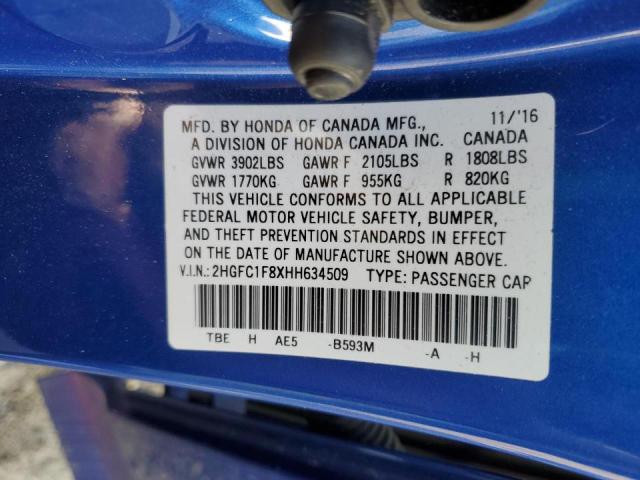 MFD. BY HONDA OF CANADA MFG., 11/'16
A DIVISION OF HONDA CANADA INC. CANADA
GVWR 3902LBS GAWR F 2105LBS R 1808LBS
GVWR 1770KG GAWR F 955KG R 820KG
THIS VEHICLE CONFORMS TO ALL APPLICABLE
FEDERAL MOTOR VEHICLE SAFETY, BUMPER,
AND THEFT PREVENTION STANDARDS IN EFFECT
ON THE DATE OF MANUFACTURE SHOWN ABOVE.
V.I.N.: 2HGFC1F8XHH634509 TYPE: PASSENGER CAR
TBE H AE5 -B593M -A -H